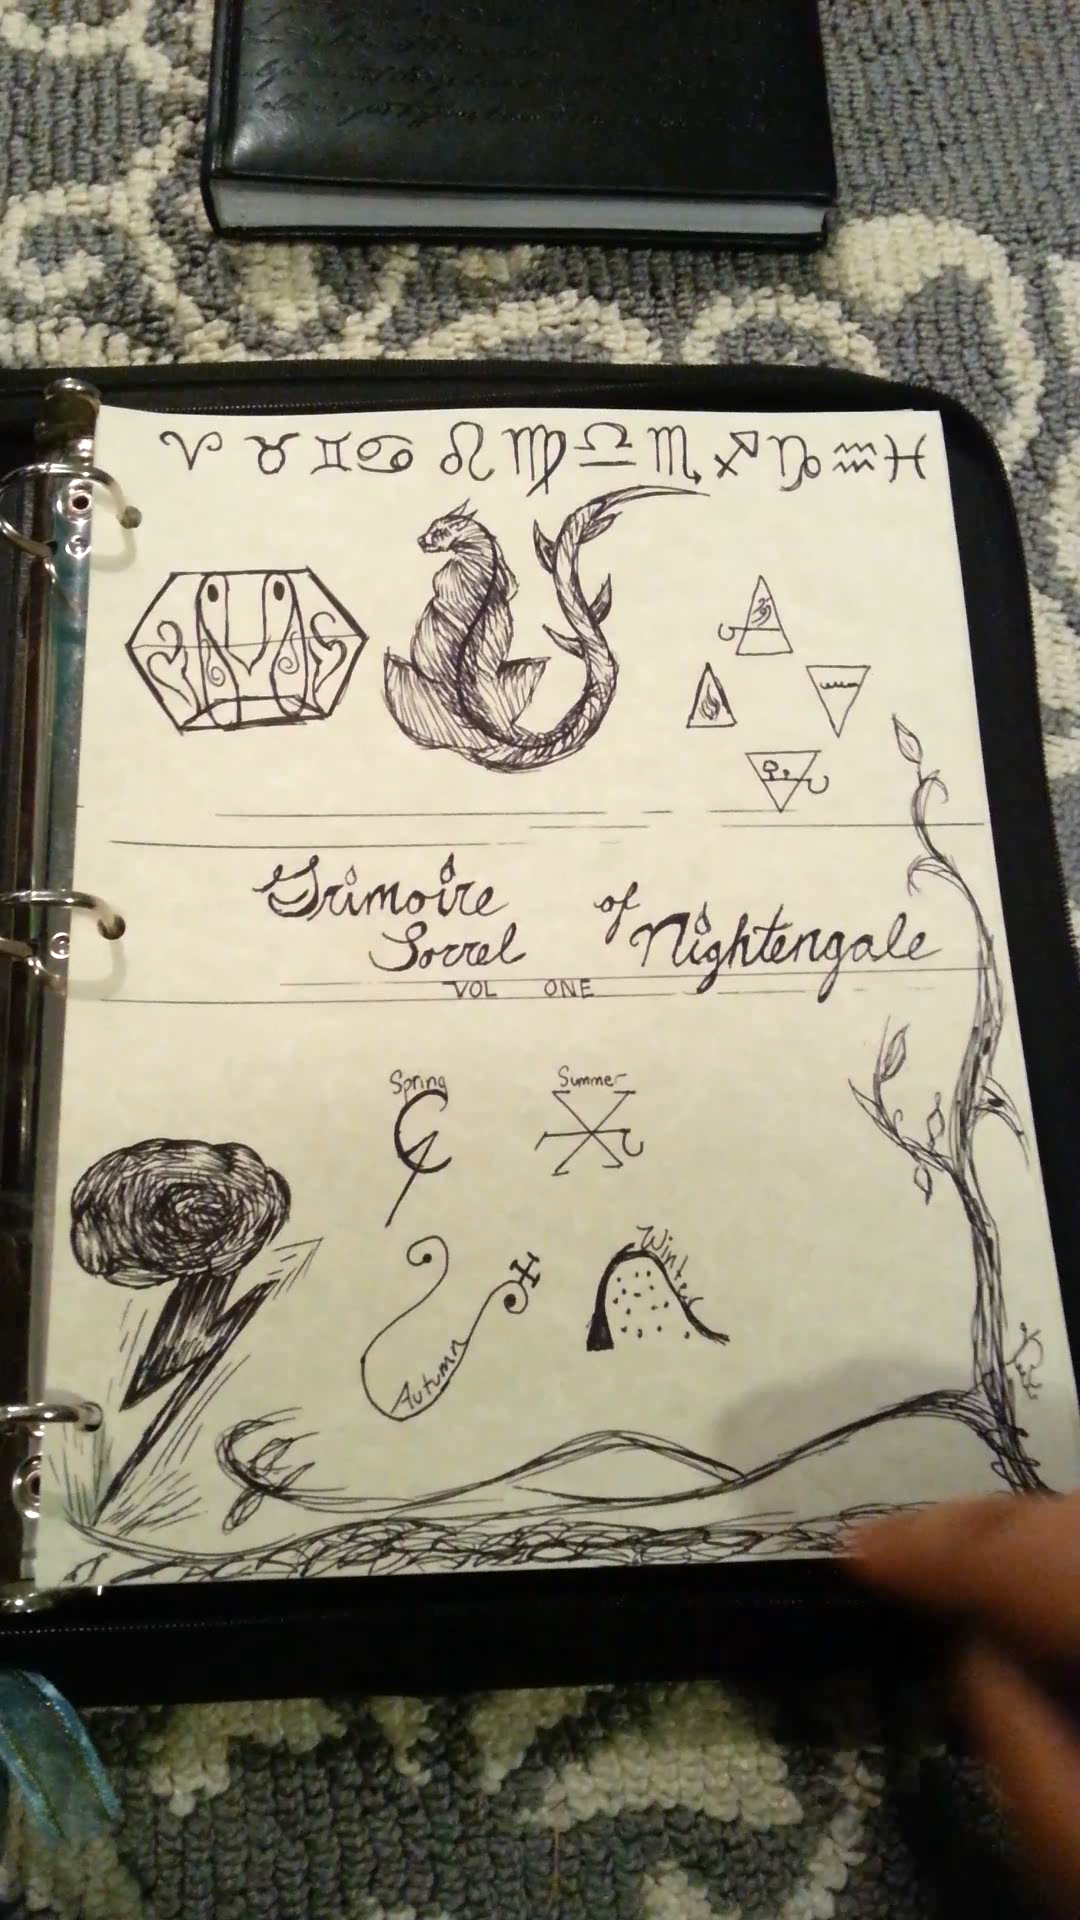 ♈ ♉ ♊ ♋ ♌ ♍ ♎ ♏ ♐ ♑ ♒ ♓
Grimoire of
Sorrel Nightengale
VOL ONE
Spring
Summer
Autumn
Winter